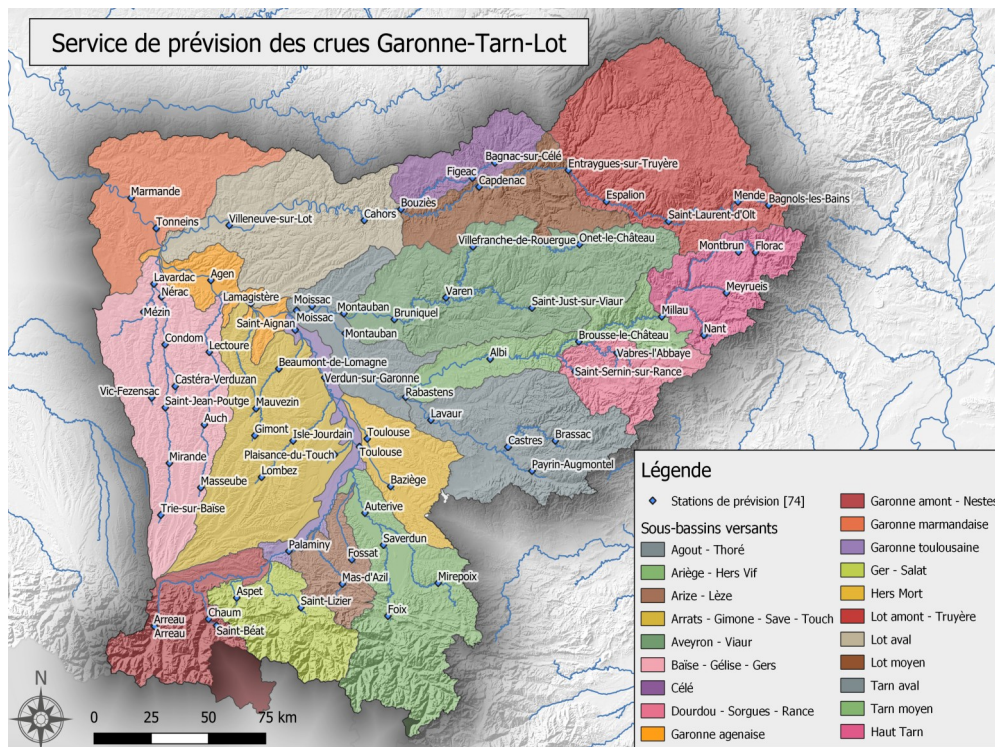 Service de prévision des crues Garonne-Tarn-Lot
Bagnac-sur-Célé
Entraygues-sur-Truyère
Figeac
Capdenac
Marmande
Espalion
Mende
Bagnols-les-Bains
Bouziès
Cahors
Saint-Laurent-d'Olt
Tonneins
Villeneuve-sur-Lot
Villefranche-de-Rouergue
Onet-le-Château
Montbrun
Florac
Lavardac
Agen
Nérac
Lamagistère
Moissac
Moissac
Montauban
Varen
Saint-Just-sur-Viaur
Meyrueis
Mézin
Bruniquel
Millau
Saint-Aignan
Montauban
Brousse-le-Château
Nant
Condom
Lectoure
Albi
Vabres-l'Abbaye
Beaumont-de-Lomagne
Saint-Sernin-sur-Rance
Castéra-Verduzan
Verdun-sur-Garonne
Vic-Fezensac
Saint-Jean-Poutge
Mauvezin
Rabastens
Auch
Lavaur
Gimont
Isle-Jourdain
Toulouse
Toulouse
Castres
Brassac
Plaisance-du-Touch
Mirande
Lombez
Payrin-Augmontel
Masseube
Baziège
Trie-sur-Baïse
Auterive
Palaminy
Fossat
Saverdun
Mas-d'Azil
Mirepoix
Aspet
Saint-Lizier
Foix
Chaum
Arreau
Arreau
Saint-Béat
N
0 25 50 75 km
Légende
Stations de prévision [74]
Sous-bassins versants
Agout - Thoré
Ariège - Hers Vif
Arize - Lèze
Arrats - Gimone - Save - Touch
Aveyron - Viaur
Baïse - Gélise - Gers
Célé
Dourdou - Sorgues - Rance
Garonne agenaise
Garonne amont - Nestes
Garonne marmandaise
Garonne toulousaine
Ger - Salat
Hers Mort
Lot amont - Truyère
Lot aval
Lot moyen
Tarn aval
Tarn moyen
Haut Tarn